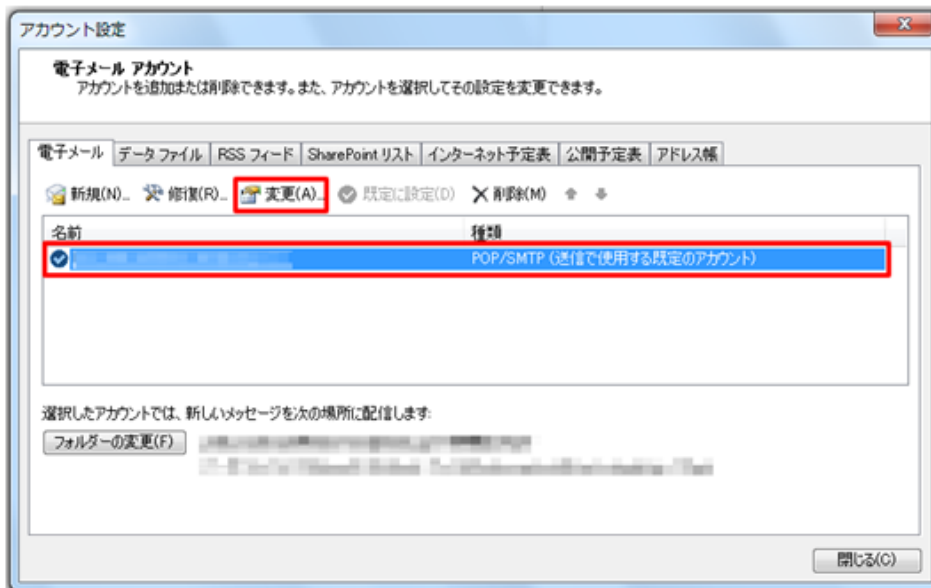 アカウント設定
電子メール アカウント
アカウントを追加または削除できます。また、アカウントを選択してその設定を変更できます。
電子メール データ ファイル RSS フィード SharePoint リスト インターネット予定表 公開予定表 アドレス帳
新規(N)... 修復(R)... 変更(A)... 既定に設定(D) 削除(M)
名前 種類
POP/SMTP (送信で使用する既定のアカウント)
選択したアカウントでは、新しいメッセージを次の場所に配信します:
フォルダーの変更(F)
閉じる(C)